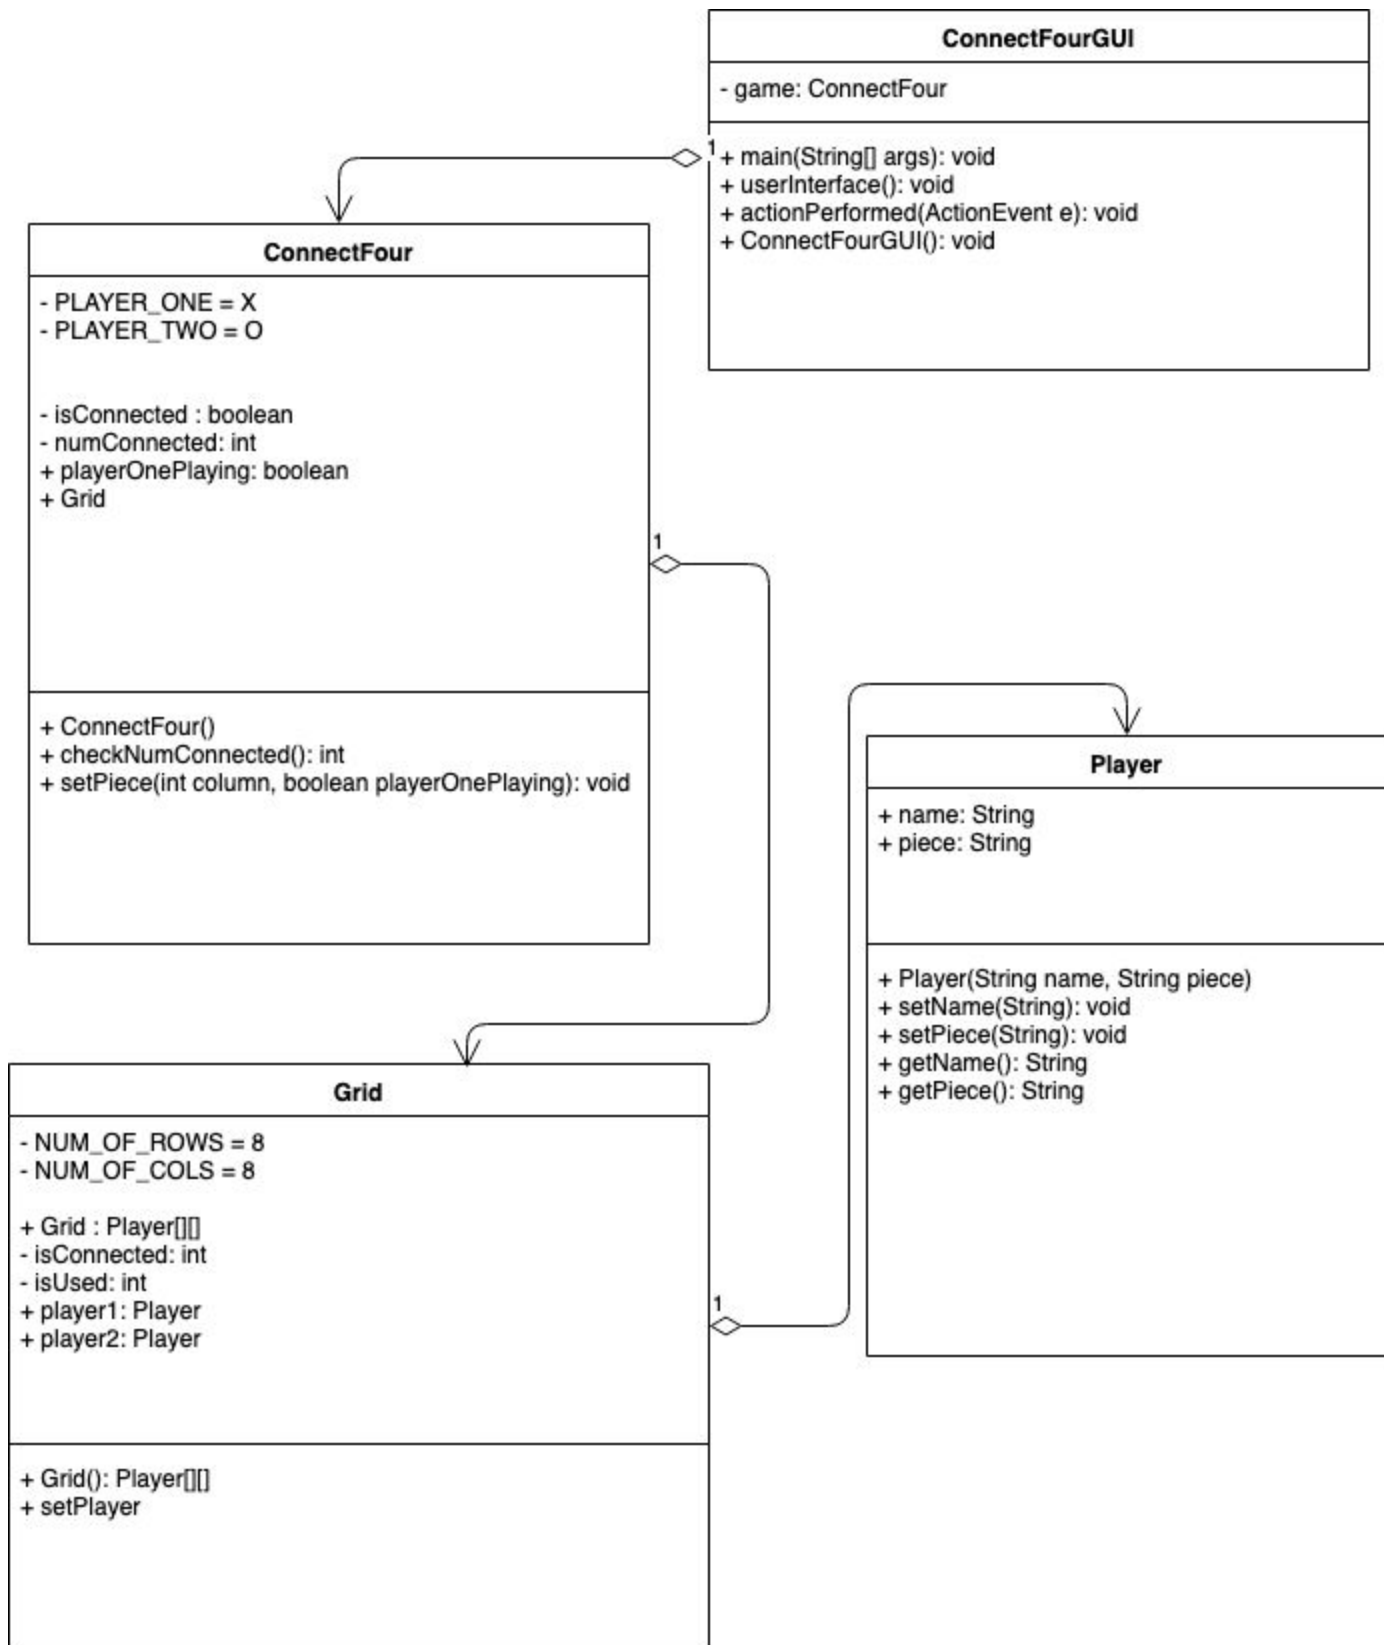 ConnectFourGUI
- game: ConnectFour
1
+ main(String[] args): void
+ userInterface(): void
+ actionPerformed(ActionEvent e): void
+ ConnectFourGUI(): void
ConnectFour
- PLAYER_ONE = X
- PLAYER_TWO = O
- isConnected : boolean
- numConnected: int
+ playerOnePlaying: boolean
+ Grid
1
+ ConnectFour()
+ checkNumConnected(): int
+ setPiece(int column, boolean playerOnePlaying): void
Player
+ name: String
+ piece: String
+ Player(String name, String piece)
+ setName(String): void
+ setPiece(String): void
+ getName(): String
+ getPiece(): String
Grid
- NUM_OF_ROWS = 8
- NUM_OF_COLS = 8
+ Grid : Player[][]
- isConnected: int
- isUsed: int
+ player1: Player
+ player2: Player
1
+ Grid(): Player[][]
+ setPlayer